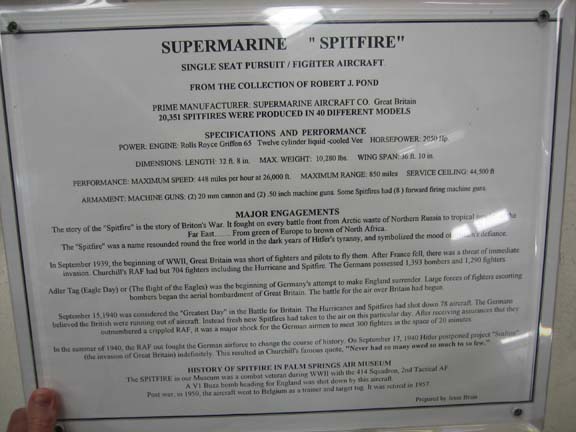 SUPERMARINE " SPITFIRE"
SINGLE SEAT PURSUIT / FIGHTER AIRCRAFT
FROM THE COLLECTION OF ROBERT J. POND
PRIME MANUFACTURER: SUPERMARINE AIRCRAFT CO. Great Britain
20,351 SPITFIRES WERE PRODUCED IN 40 DIFFERENT MODELS
SPECIFICATIONS AND PERFORMANCE
POWER: ENGINE: Rolls Royce Griffon 65 Twelve cylinder liquid -cooled Vee HORSEPOWER: 2050 Hp.
DIMENSIONS: LENGTH: 32 ft. 8 in. MAX. WEIGHT: 10,280 lbs. WING SPAN: 36 ft. 10 in.
PERFORMANCE: MAXIMUM SPEED: 448 miles per hour at 26,000 ft. MAXIMUM RANGE: 850 miles SERVICE CEILING: 44,500 ft
ARMAMENT: MACHINE GUNS: (2) 20 mm cannon and (2) .50 inch machine guns. Some Spitfires had (8 ) forward firing machine guns.
MAJOR ENGAGEMENTS
The story of the "Spitfire" is the story of Briton's War. It fought on every battle front from Arctic waste of Northern Russia to tropical the
Far East....... From green of Europe to brown of North Africa.
The "Spitfire" was a name resounded round the free world in the dark years of Hitler's tyranny, and symbolized the mood of defiance.
In September 1939, the beginning of WWII, Great Britain was short of fighters and pilots to fly them. After France fell, there was a threat of immediate
invasion. Churchill's RAF had but 704 fighters including the Hurricane and Spitfire. The Germans possessed 1,393 bombers and 1,290 fighters.
Adler Tag (Eagle Day) or (The flight of the Eagles) was the beginning of Germany's attempt to make England surrender. Large forces of fighters escorting
bombers began the aerial bombardment of Great Britain. The battle for the air over Britain had begun.
September 15,1940 was considered the "Greatest Day" in the Battle for Britain. The Hurricanes and Spitfires had shot down 78 aircraft. The Germans
believed the British were running out of aircraft. Instead fresh new Spitfires had taken to the air on this particular day. After receiving assurances that they
outnumbered a crippled RAF, it was a major shock for the German airmen to meet 300 fighters in the space of 20 minutes.
In the summer of 1940, the RAF out fought the German airforce to change the course of history. On September 17, 1940 Hitler postponed project "Sealion"
(the invasion of Great Britain) indefinitely. This resulted in Churchill's famous quote, "Never had so many owed so much to so few."
HISTORY OF SPITFIRE IN PALM SPRINGS AIR MUSEUM
The SPITFIRE in our Museum was a combat veteran during WWII with the 414 Squadron, 2nd Tactical AF
A V1 Buzz bomb heading for England was shot down by this aircraft.
Post war, in 1950, the aircraft went to Belgium as a trainer and target tug. It was retired in 1957.
Prepared by